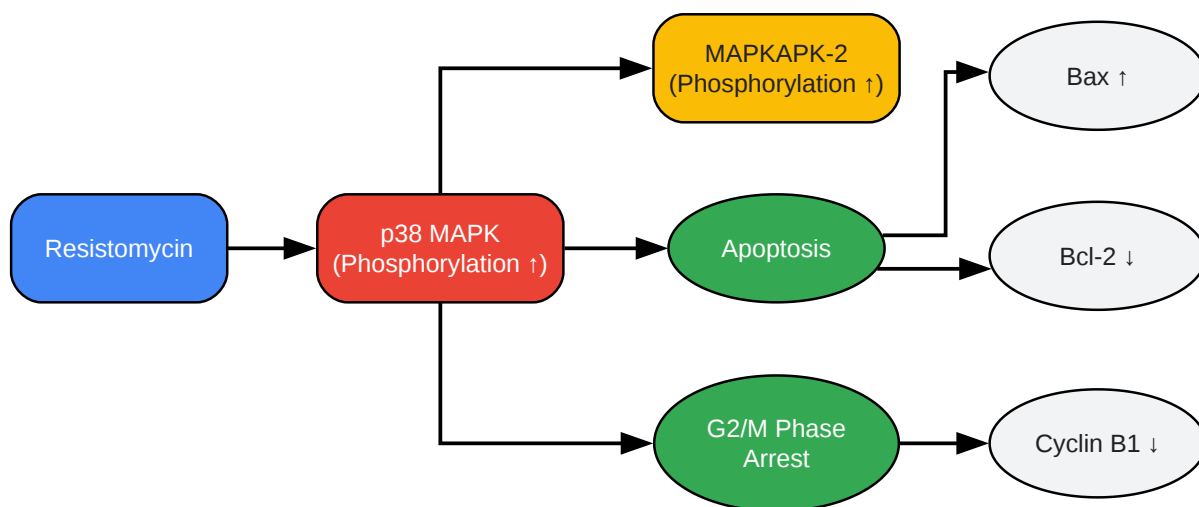 MAPKAPK-2
(Phosphorylation ↑)
Bax ↑
Resistomycin
p38 MAPK
(Phosphorylation ↑)
Apoptosis
Bcl-2 ↓
G2/M Phase
Arrest
Cyclin B1 ↓